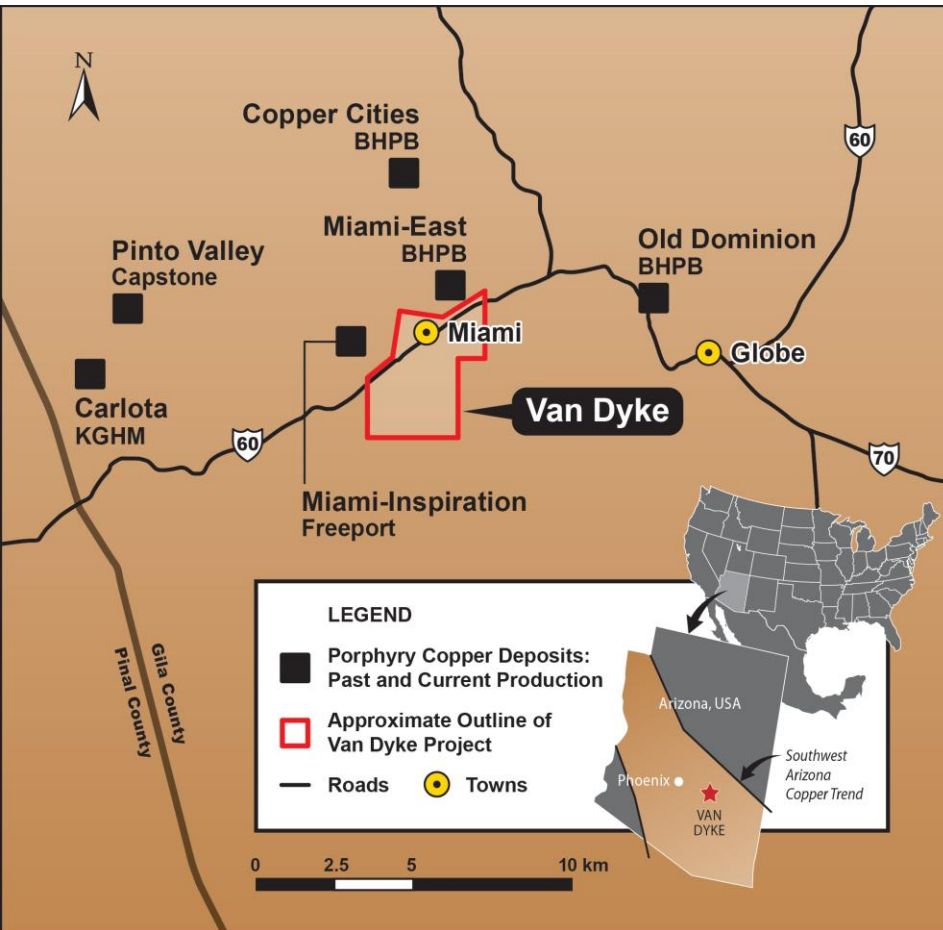 N
Copper Cities
BHPB
60
Miami-East
BHPB
Old Dominion
BHPB
Pinto Valley
Capstone
Miami
Globe
Carlota
KGHM
Van Dyke
60
70
Miami-Inspiration
Freeport
Gila County
Pinal County
LEGEND
Porphyry Copper Deposits:
Past and Current Production
Approximate Outline of
Van Dyke Project
Roads
Towns
Arizona, USA
Phoenix
VAN
DYKE
Southwest
Arizona
Copper Trend
0 2.5 5 10 km